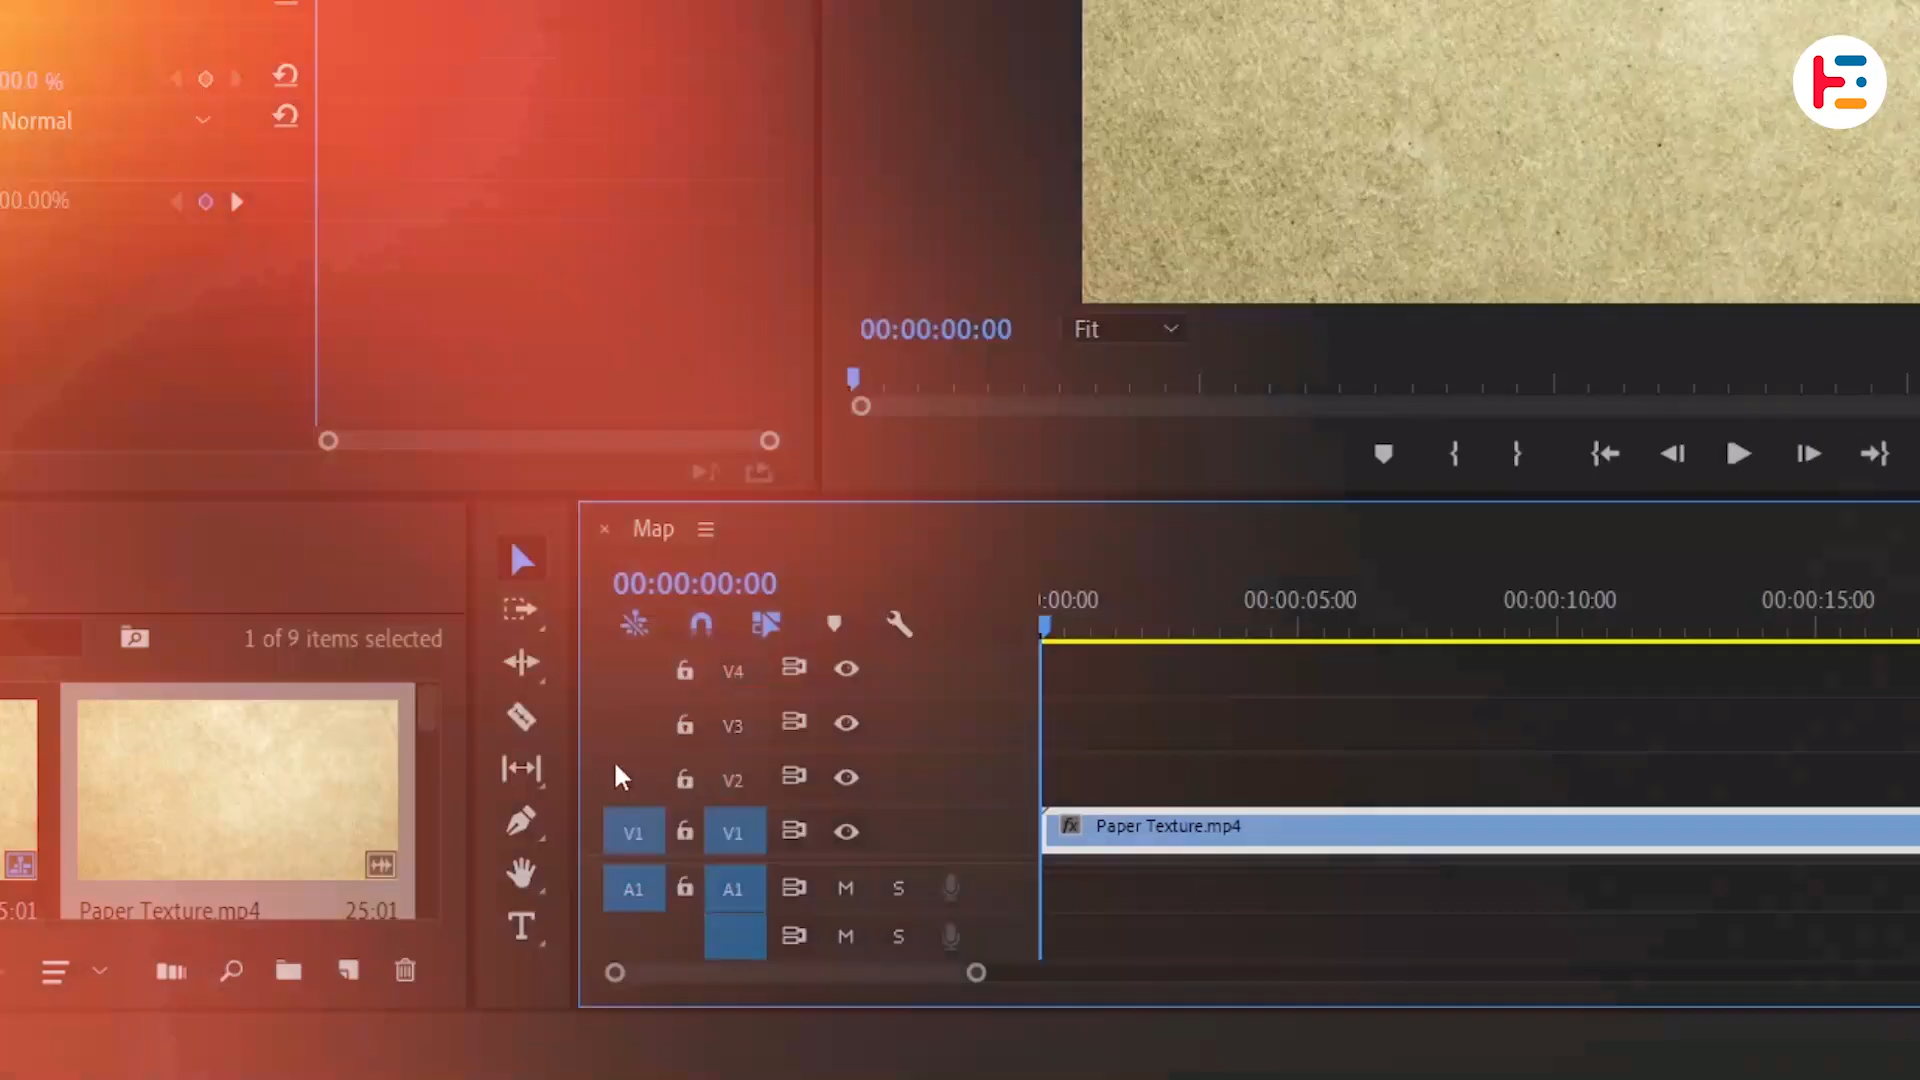 00.0 %
Normal
00.00%
00:00:00:00
Fit
Map
00:00:00:00
:00:00
00:00:05:00
00:00:10:00
00:00:15:00
1 of 9 items selected
V4
V3
V2
V1
V1
fx
Paper Texture.mp4
A1
A1
M
S
M
S
5:01
Paper Texture.mp4
25:01